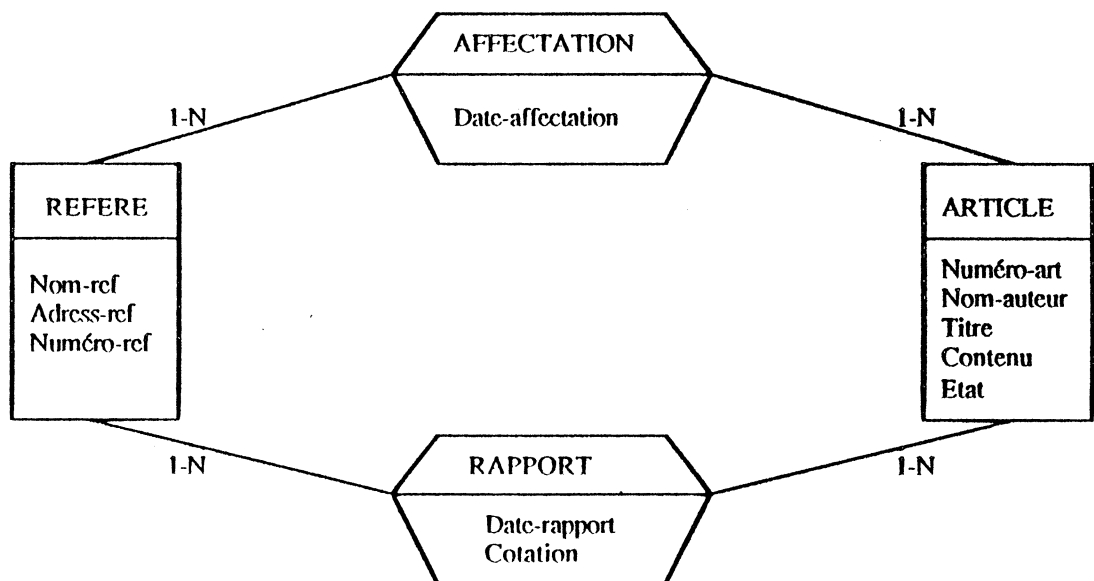 AFFECTATION
Date-affectation
1-N
1-N
REFERE
Nom-ref
Adress-ref
Numéro-ref
ARTICLE
Numéro-art
Nom-auteur
Titre
Contenu
Etat
1-N
1-N
RAPPORT
Date-rapport
Cotation